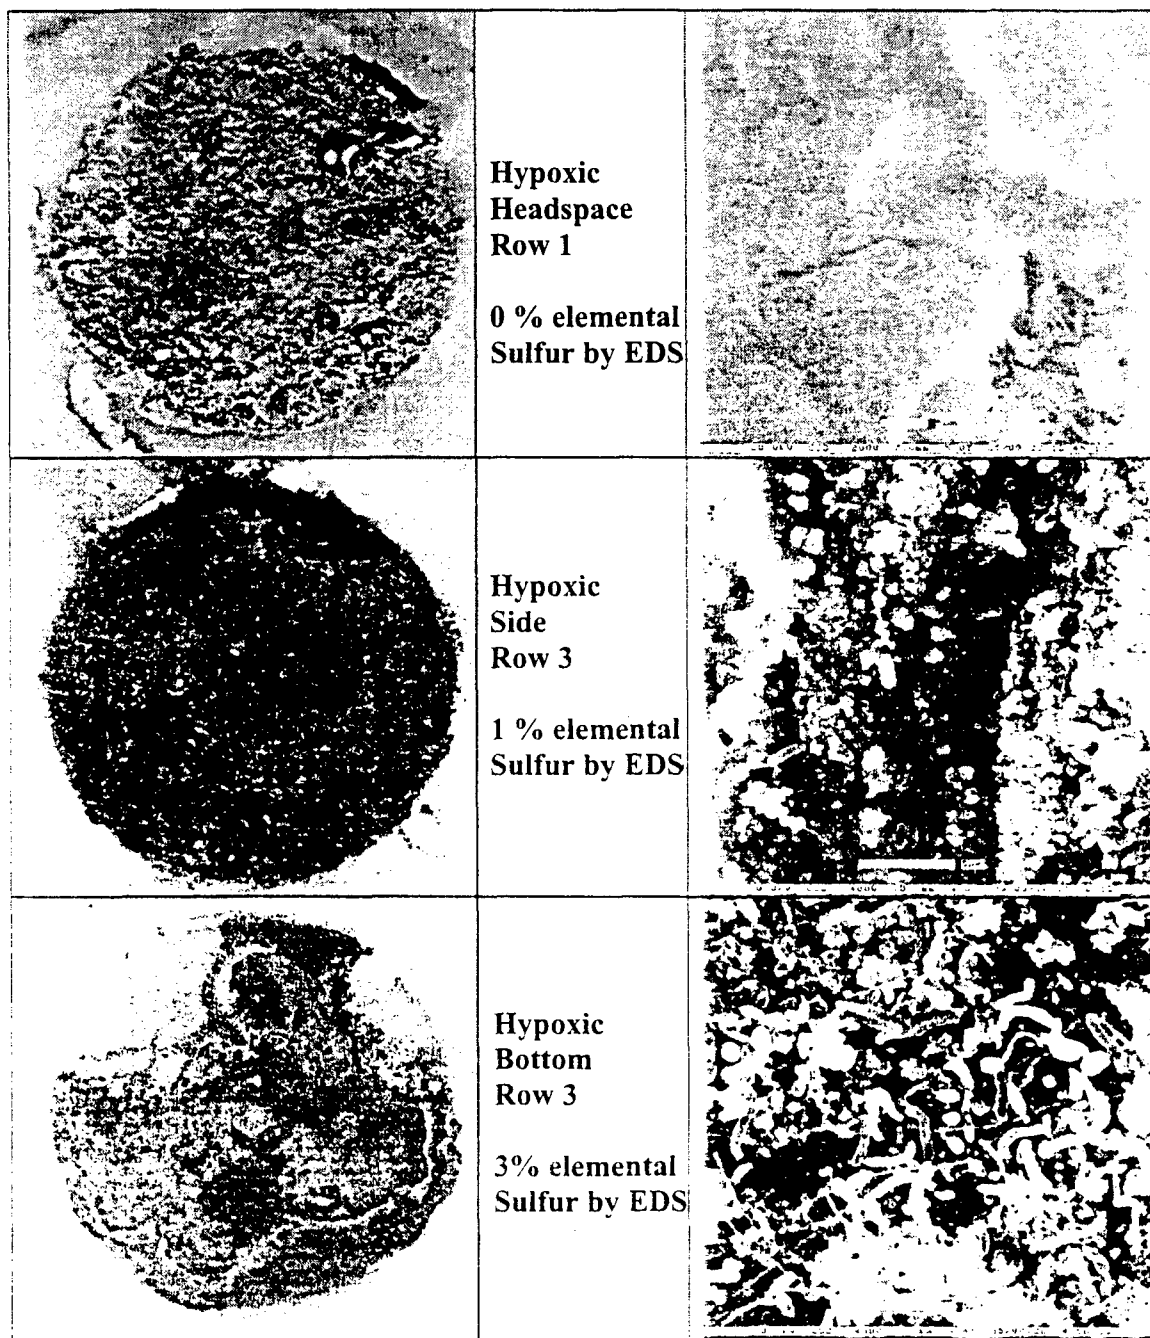 Hypoxic
Headspace
Row 1
0 % elemental
Sulfur by EDS
Hypoxic
Side
Row 3
1 % elemental
Sulfur by EDS
Hypoxic
Bottom
Row 3
3% elemental
Sulfur by EDS